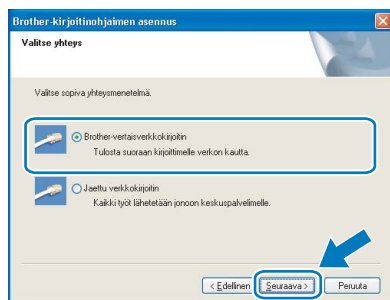 Brother-kirjoitinohjaimen asennus
Valitse yhteys
Valitse sopiva yhteysmenetelmä.
Brother-vertaisverkkokirjoitin
Tulosta suoraan kirjoittimelle verkon kautta.
Jaettu verkkokirjoitin
Kaikki työt lähetetään jonoon keskuspalvelimelle.
< Edellinen Seuraava > Peruuta